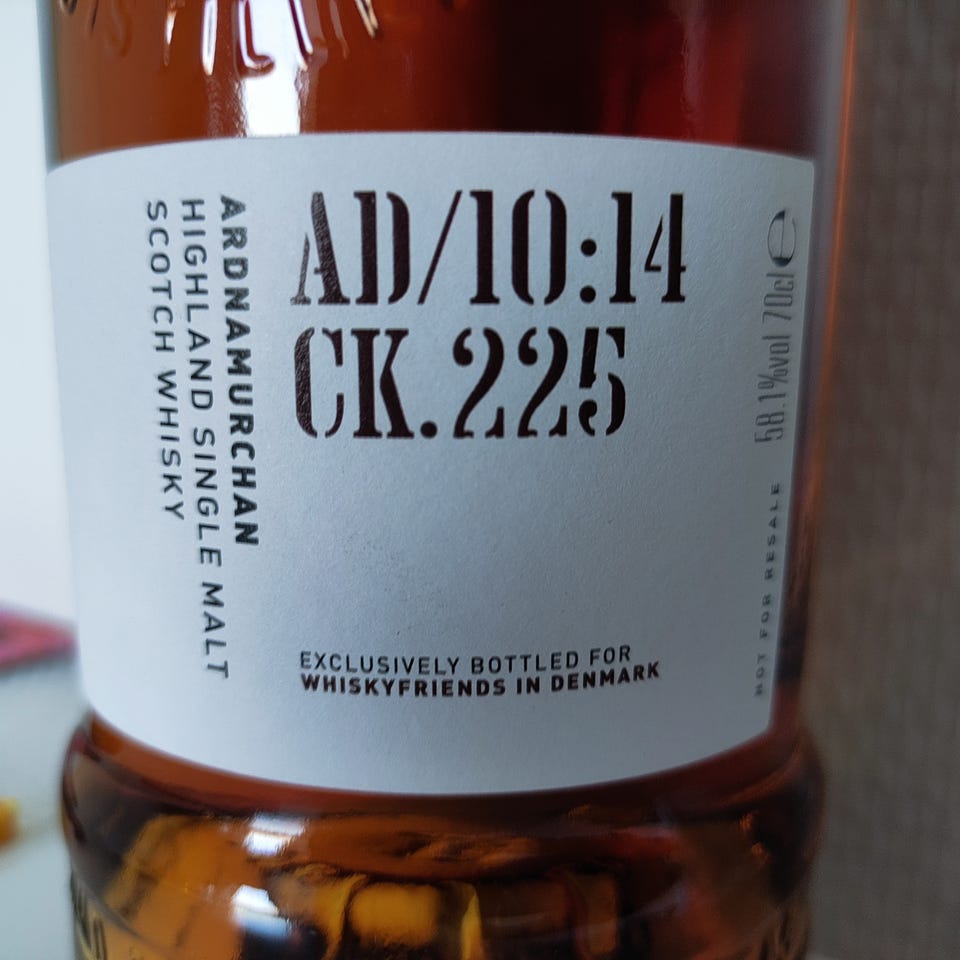 ARDNAMURCHAN
HIGHLAND SINGLE MALT
SCOTCH WHISKY
AD/10:14
CK.225
EXCLUSIVELY BOTTLED FOR
WHISKYFRIENDS IN DENMARK
58.1%vol 70cl e
NOT FOR RESALE